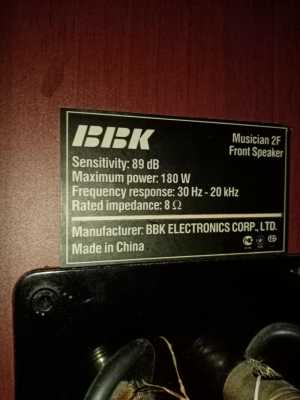 BBK
Musician 2F
Front Speaker
Sensitivity: 89 dB
Maximum power: 180 W
Frequency response: 30 Hz - 20 kHz
Rated impedance: 8 Ω
Manufacturer: BBK ELECTRONICS CORP., LTD.
Made in China